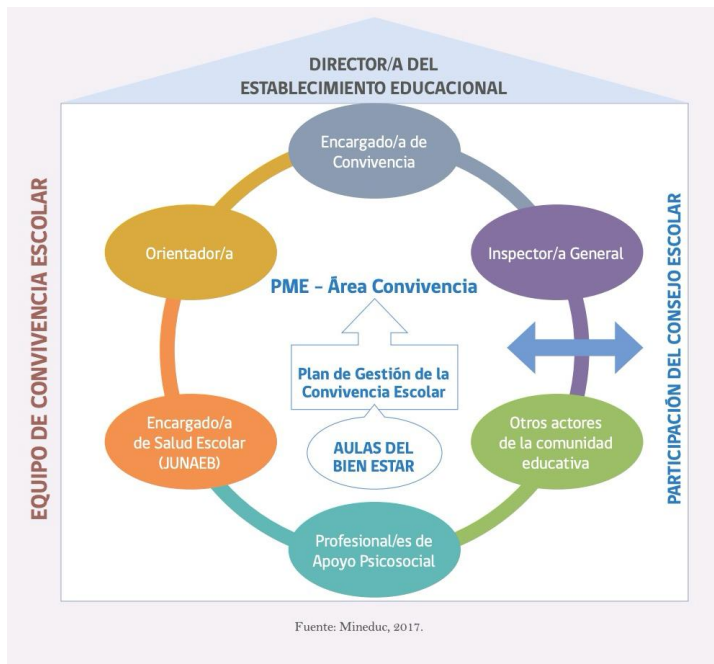 DIRECTOR/A DEL
ESTABLECIMIENTO EDUCACIONAL
EQUIPO DE CONVIVENCIA ESCOLAR
Encargado/a de
Convivencia
Orientador/a
Inspector/a General
PME – Área Convivencia
Plan de Gestión de la
Convivencia Escolar
AULAS DEL
BIEN ESTAR
Encargado/a
de Salud Escolar
(JUNAEB)
Otros actores
de la comunidad
educativa
Profesional/es de
Apoyo Psicosocial
PARTICIPACIÓN DEL CONSEJO ESCOLAR
Fuente: Mineduc, 2017.